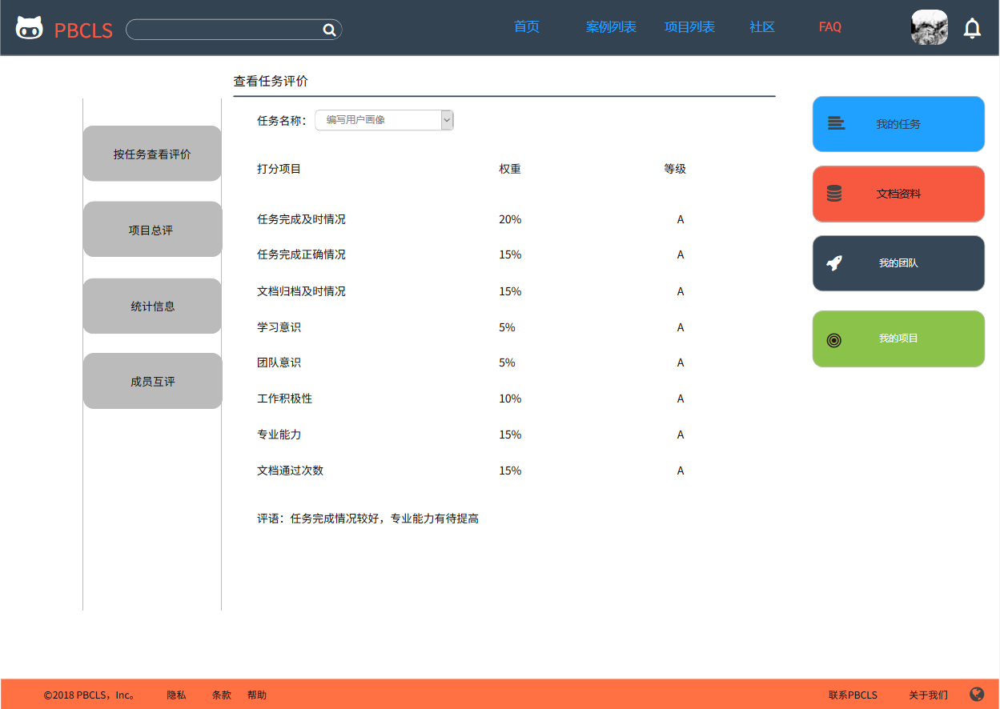 PBCLS 首页 案例列表 项目列表 社区 FAQ
查看任务评价
任务名称： 编写用户画像
按任务查看评价
项目总评
统计信息
成员互评
打分项目 权重 等级
任务完成及时情况 20% A
任务完成正确情况 15% A
文档归档及时情况 15% A
学习意识 5% A
团队意识 5% A
工作积极性 10% A
专业能力 15% A
文档通过次数 15% A
评语：任务完成情况较好，专业能力有待提高
我的任务
文档资料
我的团队
我的项目
©2018 PBCLS，Inc。 隐私 条款 帮助 联系PBCLS 关于我们